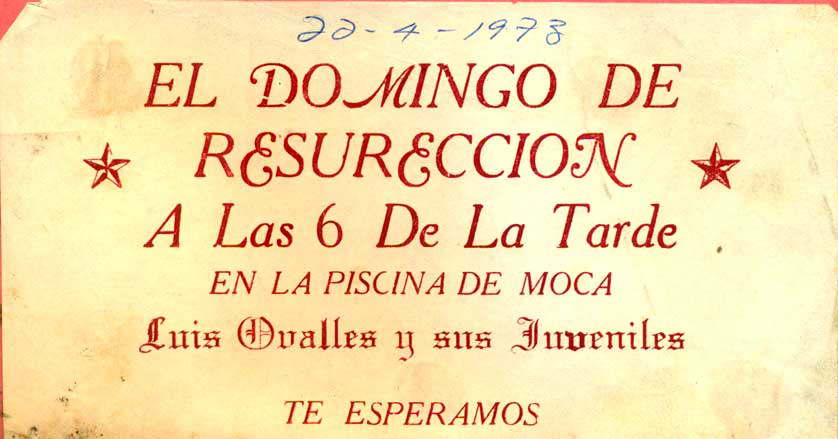 22-4-1973
EL DOMINGO DE
RESURECCION
A Las 6 De La Tarde
EN LA PISCINA DE MOCA
Luis Ovalles y sus Juveniles
TE ESPERAMOS